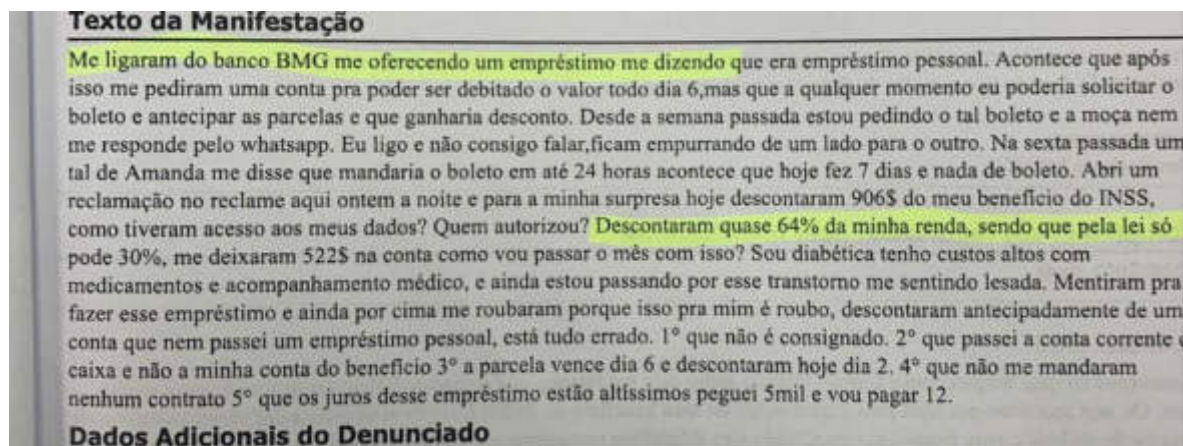 Texto da Manifestação
Me ligaram do banco BMG me oferecendo um empréstimo me dizendo que era empréstimo pessoal. Acontece que após
isso me pediram uma conta pra poder ser debitado o valor todo dia 6,mas que a qualquer momento eu poderia solicitar o
boleto e antecipar as parcelas e que ganharia desconto. Desde a semana passada estou pedindo o tal boleto e a moça nem
me responde pelo whatsapp. Eu ligo e não consigo falar,ficam empurrando de um lado para o outro. Na sexta passada um
tal de Amanda me disse que mandaria o boleto em até 24 horas acontece que hoje fez 7 dias e nada de boleto. Abri um
reclamação no reclame aqui ontem a noite e para a minha surpresa hoje descontaram 906$ do meu beneficio do INSS,
como tiveram acesso aos meus dados? Quem autorizou? Descontaram quase 64% da minha renda, sendo que pela lei só
pode 30%, me deixaram 522$ na conta como vou passar o mês com isso? Sou diabética tenho custos altos com
medicamentos e acompanhamento médico, e ainda estou passando por esse transtorno me sentindo lesada. Mentiram pra
fazer esse empréstimo e ainda por cima me roubaram porque isso pra mim é roubo, descontaram antecipadamente de um
conta que nem passei um empréstimo pessoal, está tudo errado. 1º que não é consignado. 2º que passei a conta corrente
caixa e não a minha conta do beneficio 3º a parcela vence dia 6 e descontaram hoje dia 2. 4º que não me mandaram
nenhum contrato 5º que os juros desse empréstimo estão altíssimos peguei 5mil e vou pagar 12.
Dados Adicionais do Denunciado